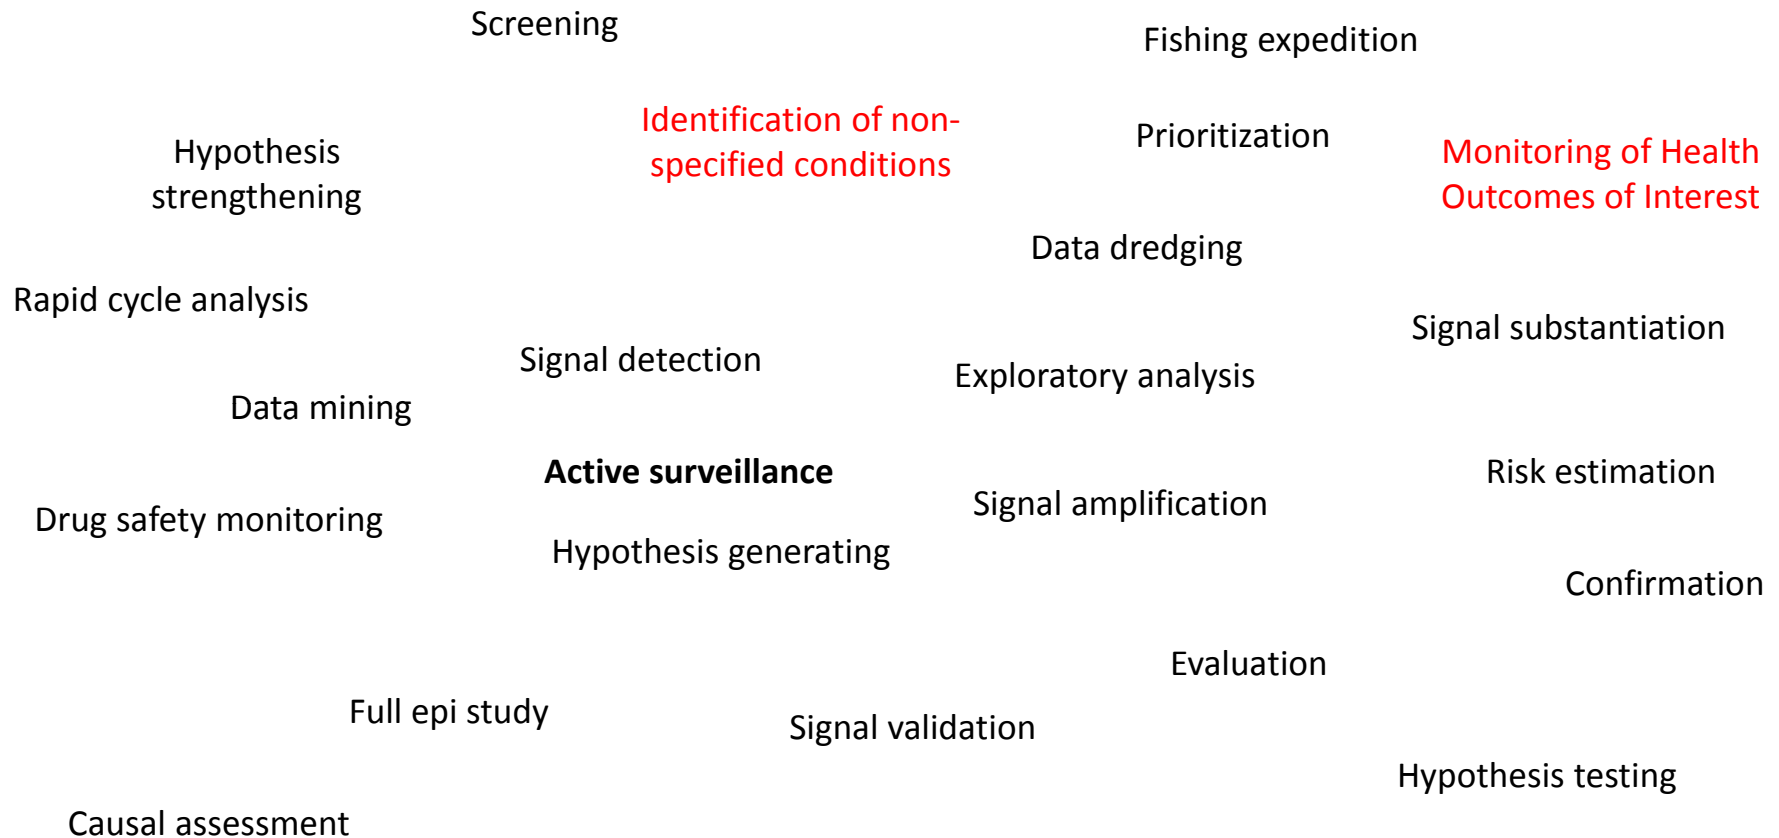 Screening
Fishing expedition
Identification of non-
specified conditions
Prioritization
Hypothesis
strengthening
Monitoring of Health
Outcomes of Interest
Data dredging
Rapid cycle analysis
Signal substantiation
Signal detection
Exploratory analysis
Data mining
Active surveillance
Risk estimation
Signal amplification
Drug safety monitoring
Hypothesis generating
Confirmation
Evaluation
Full epi study
Signal validation
Hypothesis testing
Causal assessment